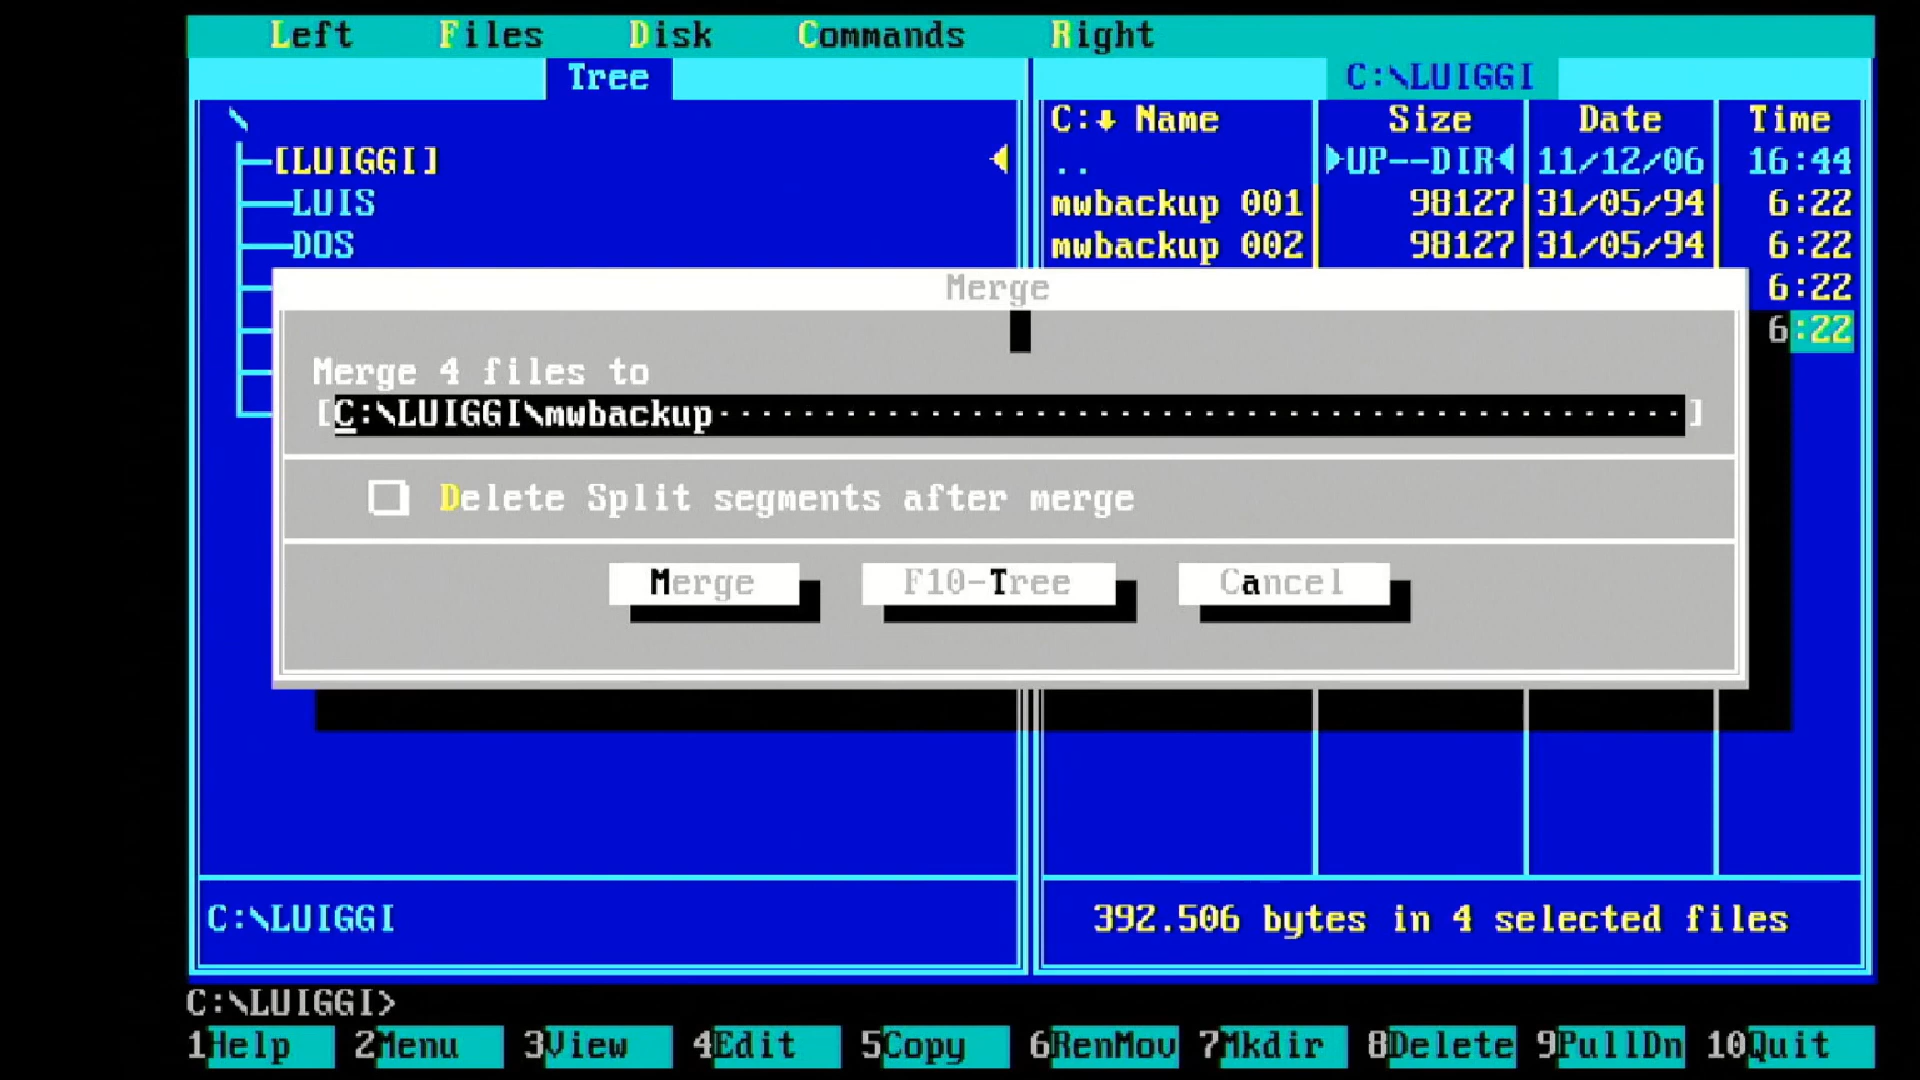 Left Files Disk Commands Right
Tree C:\LUIGGI
\ C:↓ Name Size Date Time
[LUIGGI] .. ►UP--DIR◄ 11/12/06 16:44
LUIS mwbackup 001 98127 31/05/94 6:22
DOS mwbackup 002 98127 31/05/94 6:22
Merge 6:22
6:22
Merge 4 files to
[C:\LUIGGI\mwbackup··············································]
Delete Split segments after merge
Merge F10-Tree Cancel
C:\LUIGGI 392.506 bytes in 4 selected files
C:\LUIGGI>
1Help 2Menu 3View 4Edit 5Copy 6RenMov 7Mkdir 8Delete 9PullDn 10Quit